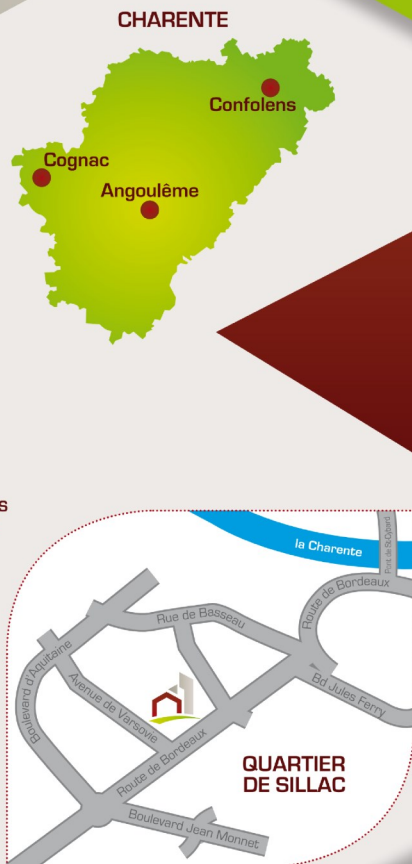 CHARENTE
Confolens
Cognac
Angoulême
s
la Charente
Pont de St Cybard
Route de Bordeaux
Rue de Basseau
Boulevard d'Aquitaine
Avenue de Varsovie
Bd Jules Ferry
Route de Bordeaux
QUARTIER
DE SILLAC
Boulevard Jean Monnet